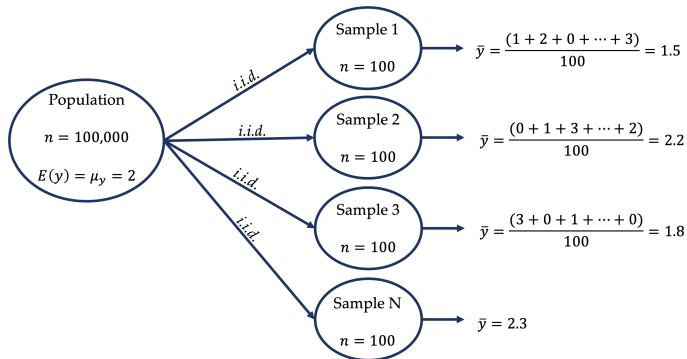 Population
n = 100,000
E(y) = μ_y = 2
i.i.d.
i.i.d.
i.i.d.
i.i.d.
Sample 1
n = 100
ȳ = (1 + 2 + 0 + ⋯ + 3) / 100 = 1.5
Sample 2
n = 100
ȳ = (0 + 1 + 3 + ⋯ + 2) / 100 = 2.2
Sample 3
n = 100
ȳ = (3 + 0 + 1 + ⋯ + 0) / 100 = 1.8
Sample N
n = 100
ȳ = 2.3